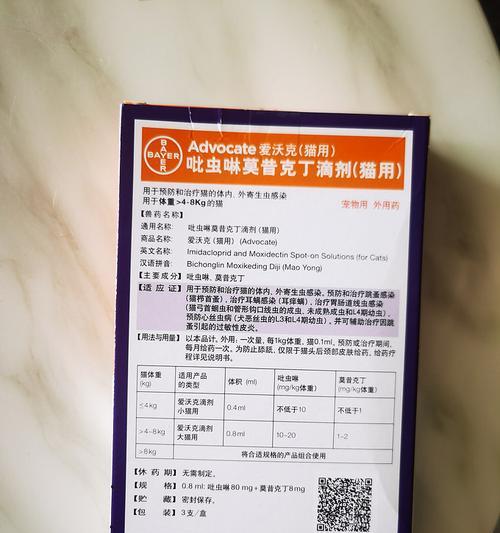 BAYER
BAYER
Advocate 爱沃克(猫用)
吡虫啉莫昔克丁滴剂(猫用)
用于预防和治疗猫的体内、外寄生虫感染
用于体重>4-8Kg的猫
宠物用 外用药
【兽药名称】
通用名称: 吡虫啉莫昔克丁滴剂 (猫用)
商品名称: 爱沃克 (猫用) (Advocate)
英文名称: Imidacloprid and Moxidectin Spot-on Solutions (for Cats)
汉语拼音: Bichonglin Moxikeding Diji (Mao Yong)
【主要成分】 吡虫啉、莫昔克丁
【适 应 证】 用于预防和治疗猫的体内、外寄生虫感染。预防和治疗跳蚤感染
(猫栉首蚤), 治疗耳螨感染 (耳痒螨), 治疗胃肠道线虫感染
(猫弓首蛔虫和管形钩口线虫的成虫、未成熟成虫和L4期幼虫),
预防心丝虫病 (犬恶丝虫的L3和L4期幼虫)。并可辅助治疗因跳
蚤引起的过敏性皮炎。
【用法与用量】 以本品计, 外用: 一次量, 每1kg体重, 猫0.1ml, 预防或治疗期间,
每月给药一次。为防止舔舐, 仅限于猫头后颈部皮肤给药, 给药疗
程详见说明书。
猫体重 (kg) 适用产品的类型 体积 (ml) 吡虫啉 (mg/kg体重) 莫昔克丁 (mg/kg体重)
≤4kg 爱沃克滴剂小猫用 0.4ml 不低于10 不低于1
>4-8kg 爱沃克滴剂大猫用 0.8ml 10-20 1-2
>8kg 将合适规格的产品组合使用
【休 药 期】 无需制定。
【规 格】 0.8 ml: 吡虫啉80 mg + 莫昔克丁8mg
【贮 藏】 密封保存。
【包 装】 3支/盒